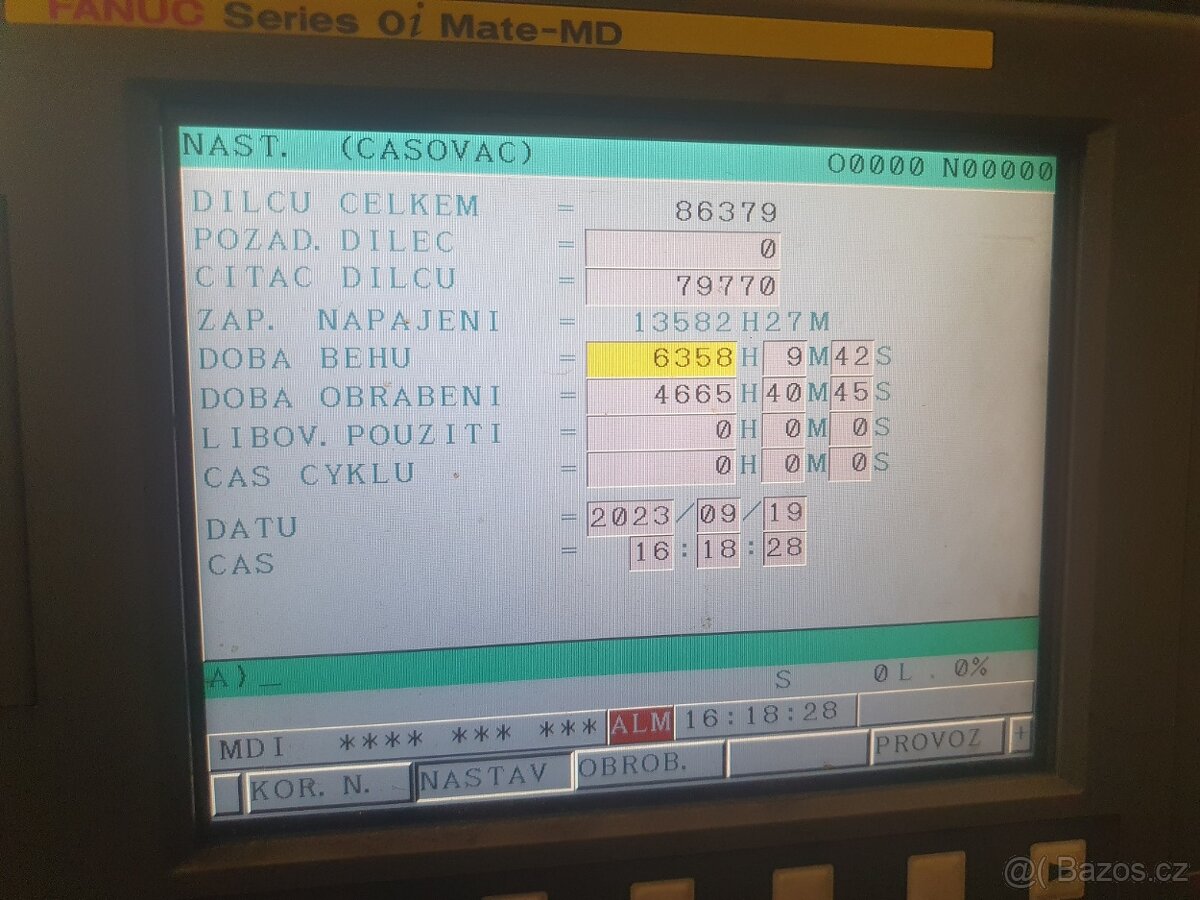 FANUC Series 0i Mate-MD
NAST. (CASOVAC) O0000 N00000
DILCU CELKEM = 86379
POZAD. DILEC = 0
CITAC DILCU = 79770
ZAP. NAPAJENI = 13582H27M
DOBA BEHU = 6358H 9M42S
DOBA OBRABENI = 4665H40M45S
LIBOV. POUZITI = 0H 0M 0S
CAS CYKLU = 0H 0M 0S
DATU = 2023/09/19
CAS = 16:18:28
A)_
S 0L. 0%
MDI **** *** *** ALM 16:18:28
KOR. N. NASTAV OBROB. PROVOZ +
@( Bazos.cz